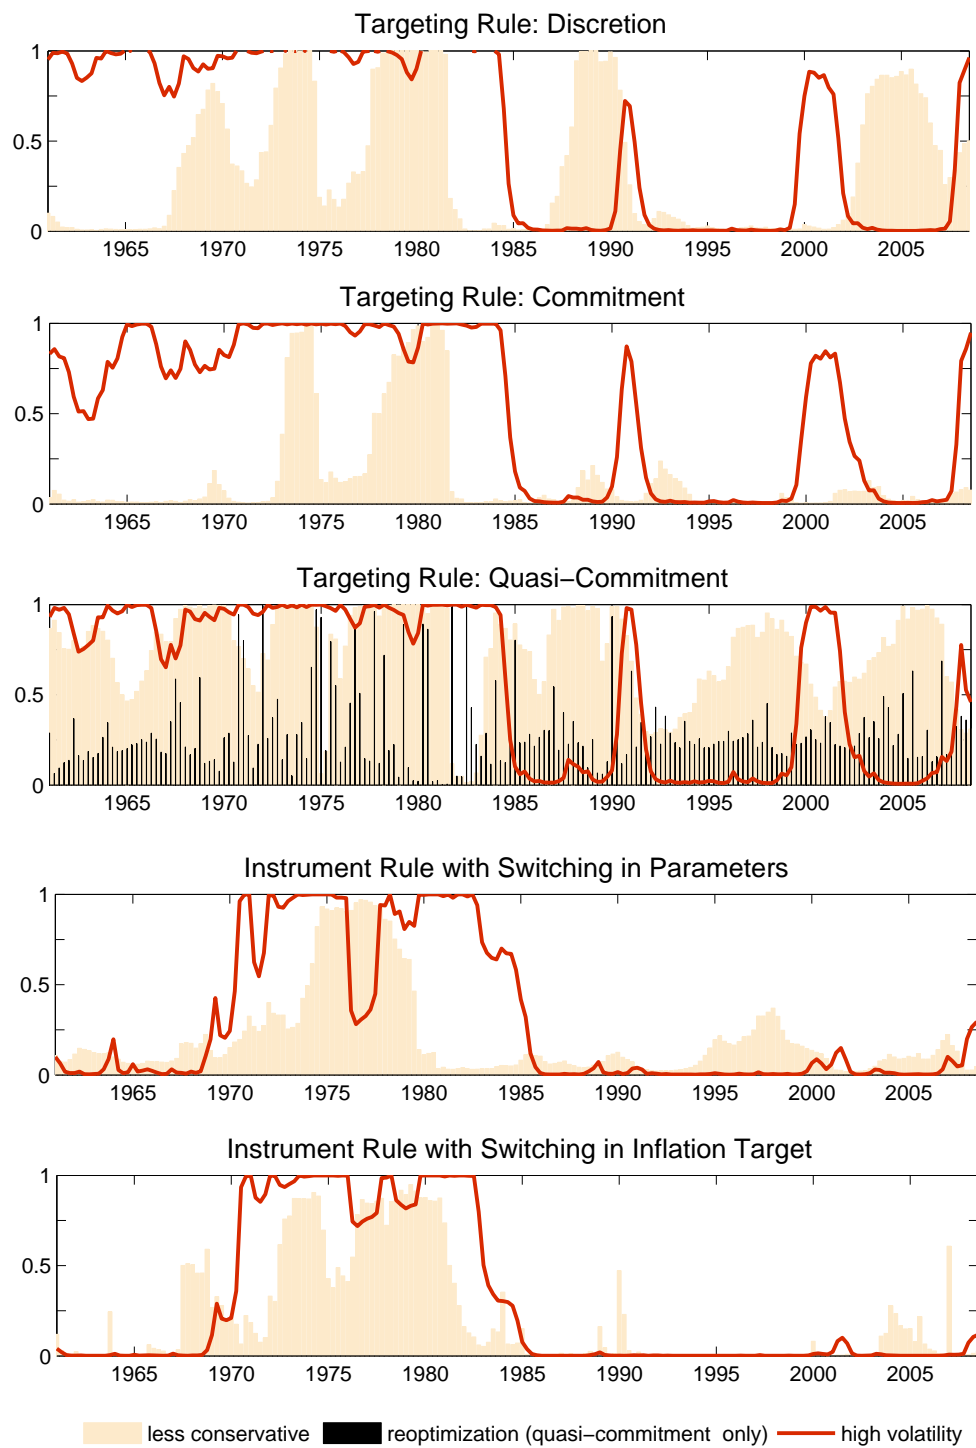 Targeting Rule: Discretion
1
0.5
0
1965 1970 1975 1980 1985 1990 1995 2000 2005
Targeting Rule: Commitment
1
0.5
0
1965 1970 1975 1980 1985 1990 1995 2000 2005
Targeting Rule: Quasi−Commitment
1
0.5
0
1965 1970 1975 1980 1985 1990 1995 2000 2005
Instrument Rule with Switching in Parameters
1
0.5
0
1965 1970 1975 1980 1985 1990 1995 2000 2005
Instrument Rule with Switching in Inflation Target
1
0.5
0
1965 1970 1975 1980 1985 1990 1995 2000 2005
less conservative reoptimization (quasi−commitment only) high volatility